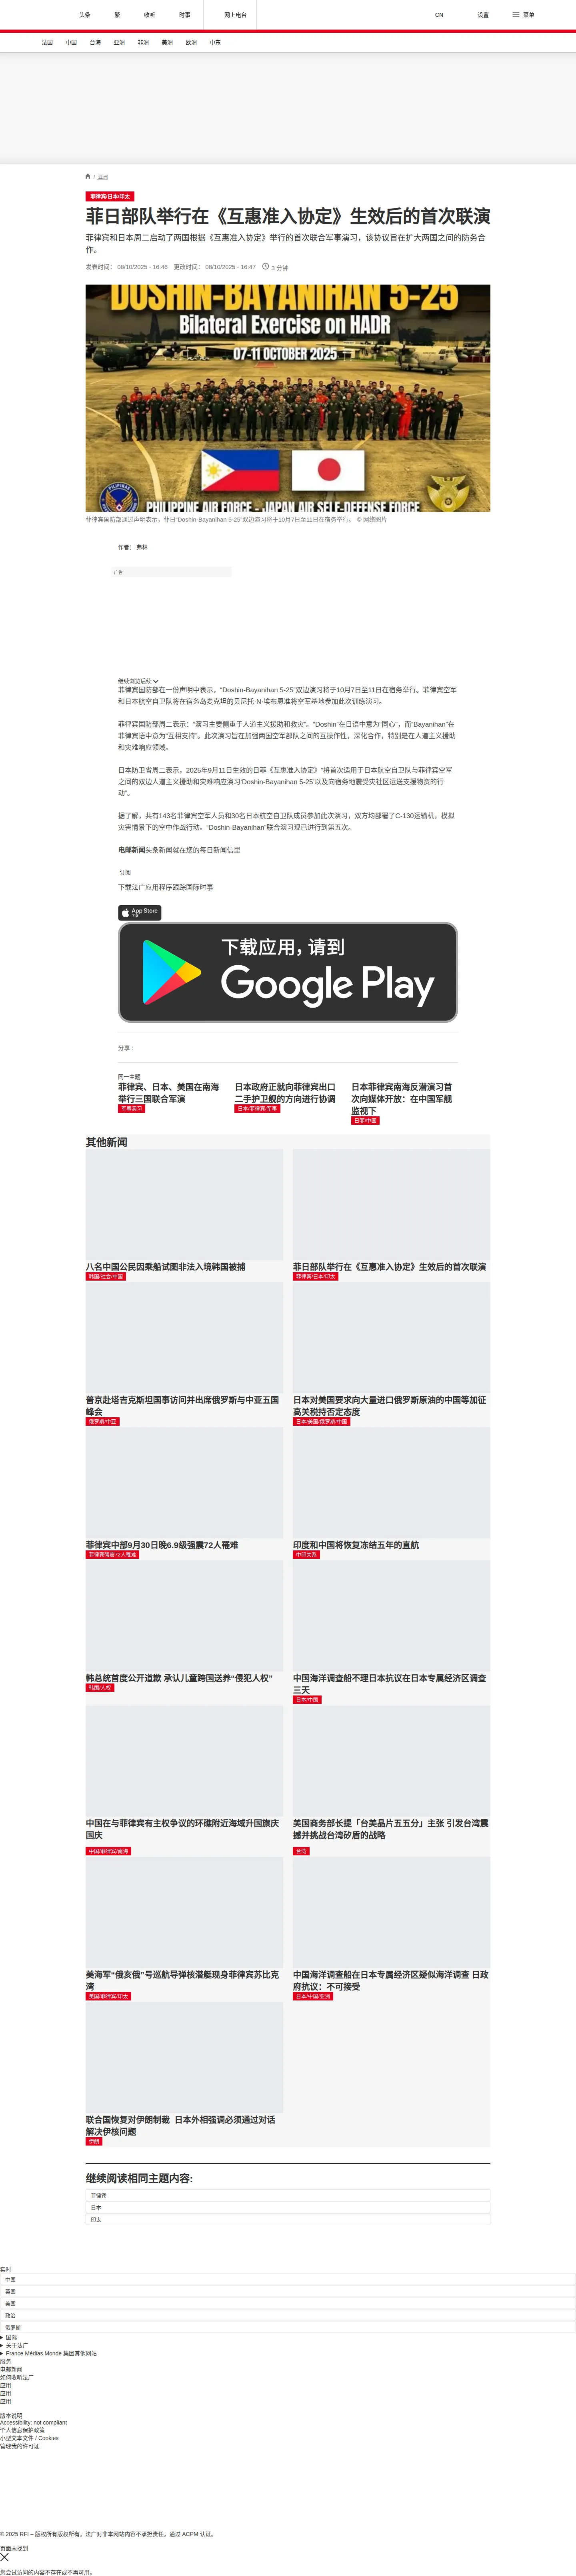 头条
繁
收听
时事
网上电台
CN
设置
菜单
法国
中国
台海
亚洲
非洲
美洲
欧洲
中东
/ 亚洲
菲律宾/日本/印太
菲日部队举行在《互惠准入协定》生效后的首次联演
菲律宾和日本周二启动了两国根据《互惠准入协定》举行的首次联合军事演习，该协议旨在扩大两国之间的防务合
作。
发表时间： 08/10/2025 - 16:46 更改时间： 08/10/2025 - 16:47 3 分钟
DOSHIN-BAYANIHAN 5-25
Bilateral Exercise on HADR
07-11 OCTOBER 2025
PHILIPPINE AIR FORCE - JAPAN AIR SELF-DEFENSE FORCE
菲律宾国防部通过声明表示，菲日“Doshin-Bayanihan 5-25”双边演习将于10月7日至11日在宿务举行。 © 网络图片
作者： 弗林
广告
继续浏览后续
菲律宾国防部在一份声明中表示，“Doshin-Bayanihan 5-25”双边演习将于10月7日至11日在宿务举行。菲律宾空军
和日本航空自卫队将在宿务岛麦克坦的贝尼托·N·埃布恩准将空军基地参加此次训练演习。
菲律宾国防部周二表示：“演习主要侧重于人道主义援助和救灾”。“Doshin”在日语中意为“同心”，而“Bayanihan”在
菲律宾语中意为“互相支持”。此次演习旨在加强两国空军部队之间的互操作性，深化合作，特别是在人道主义援助
和灾难响应领域。
日本防卫省周二表示，2025年9月11日生效的日菲《互惠准入协定》“将首次适用于日本航空自卫队与菲律宾空军
之间的双边人道主义援助和灾难响应演习‘Doshin-Bayanihan 5-25’以及向宿务地震受灾社区运送支援物资的行
动”。
据了解，共有143名菲律宾空军人员和30名日本航空自卫队成员参加此次演习，双方均部署了C-130运输机，模拟
灾害情景下的空中作战行动。“Doshin-Bayanihan”联合演习现已进行到第五次。
电邮新闻头条新闻就在您的每日新闻信里
订阅
下载法广应用程序跟踪国际时事
App Store
下载
下载应用，请到
Google Play
分享 :
同一主题
菲律宾、日本、美国在南海
举行三国联合军演
军事演习
日本政府正就向菲律宾出口
二手护卫舰的方向进行协调
日本/菲律宾/军事
日本菲律宾南海反潜演习首
次向媒体开放：在中国军舰
监视下
日菲/中国
其他新闻
八名中国公民因乘船试图非法入境韩国被捕
韩国/社会/中国
菲日部队举行在《互惠准入协定》生效后的首次联演
菲律宾/日本/印太
普京赴塔吉克斯坦国事访问并出席俄罗斯与中亚五国
峰会
俄罗斯/中亚
日本对美国要求向大量进口俄罗斯原油的中国等加征
高关税持否定态度
日本/美国/俄罗斯/中国
菲律宾中部9月30日晚6.9级强震72人罹难
菲律宾强震72人罹难
印度和中国将恢复冻结五年的直航
中印关系
韩总统首度公开道歉 承认儿童跨国送养“侵犯人权”
韩国/人权
中国海洋调查船不理日本抗议在日本专属经济区调查
三天
日本/中国
中国在与菲律宾有主权争议的环礁附近海域升国旗庆
国庆
中国/菲律宾/南海
美国商务部长提「台美晶片五五分」主张 引发台湾震
撼并挑战台湾矽盾的战略
台湾
美海军“俄亥俄”号巡航导弹核潜艇现身菲律宾苏比克
湾
美国/菲律宾/印太
中国海洋调查船在日本专属经济区疑似海洋调查 日政
府抗议：不可接受
日本/中国/亚洲
联合国恢复对伊朗制裁 日本外相强调必须通过对话
解决伊核问题
伊朗
继续阅读相同主题内容:
菲律宾
日本
印太
实时
中国
英国
美国
政治
俄罗斯
国际
关于法广
France Médias Monde 集团其他网站
服务
电邮新闻
如何收听法广
应用
应用
应用
版本说明
Accessibility: not compliant
个人信息保护政策
小型文本文件 / Cookies
管理我的许可证
© 2025 RFI – 版权所有版权所有。法广对非本网站内容不承担责任。通过 ACPM 认证。
页面未找到
您尝试访问的内容不存在或不再可用。